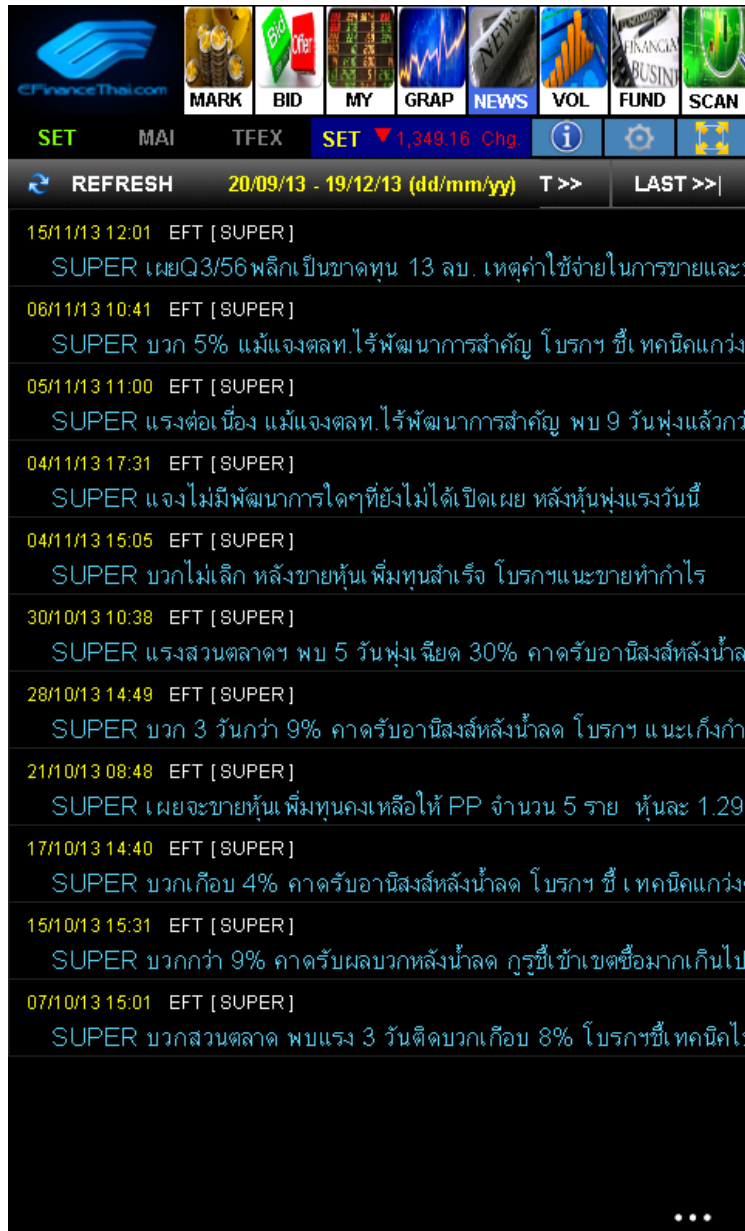 EFinanceThai.com
MARK BID MY GRAP NEWS VOL FUND SCAN
SET MAI TFEX SET ▼1,349.16 Chg.
REFRESH 20/09/13 - 19/12/13 (dd/mm/yy) T >> LAST >>|
15/11/13 12:01 EFT [SUPER]
SUPER เผยQ3/56พลิกเป็นขาดทุน 13 ลบ. เหตุค่าใช้จ่ายในการขายและ
06/11/13 10:41 EFT [SUPER]
SUPER บวก 5% แม้แจงตลท.ไร้พัฒนาการสำคัญ โบรกฯ ชี้เทคนิคแกว่ง
05/11/13 11:00 EFT [SUPER]
SUPER แรงต่อเนื่อง แม้แจงตลท.ไร้พัฒนาการสำคัญ พบ 9 วันพุ่งแล้วกว
04/11/13 17:31 EFT [SUPER]
SUPER แจงไม่มีพัฒนาการใดๆที่ยังไม่ได้เปิดเผย หลังหุ้นพุ่งแรงวันนี้
04/11/13 15:05 EFT [SUPER]
SUPER บวกไม่เลิก หลังขายหุ้นเพิ่มทุนสำเร็จ โบรกฯแนะขายทำกำไร
30/10/13 10:38 EFT [SUPER]
SUPER แรงสวนตลาดฯ พบ 5 วันพุ่งเฉียด 30% คาดรับอานิสงส์หลังน้ำล
28/10/13 14:49 EFT [SUPER]
SUPER บวก 3 วันกว่า 9% คาดรับอานิสงส์หลังน้ำลด โบรกฯ แนะเก็งกำ
21/10/13 08:48 EFT [SUPER]
SUPER เผยจะขายหุ้นเพิ่มทุนคงเหลือให้ PP จำนวน 5 ราย หุ้นละ 1.29
17/10/13 14:40 EFT [SUPER]
SUPER บวกเกือบ 4% คาดรับอานิสงส์หลังน้ำลด โบรกฯ ชี้ เทคนิคแกว่ง
15/10/13 15:31 EFT [SUPER]
SUPER บวกกว่า 9% คาดรับผลบวกหลังน้ำลด กูรูชี้เข้าเขตซื้อมากเกินไป
07/10/13 15:01 EFT [SUPER]
SUPER บวกสวนตลาด พบแรง 3 วันติดบวกเกือบ 8% โบรกฯชี้เทคนิคไ